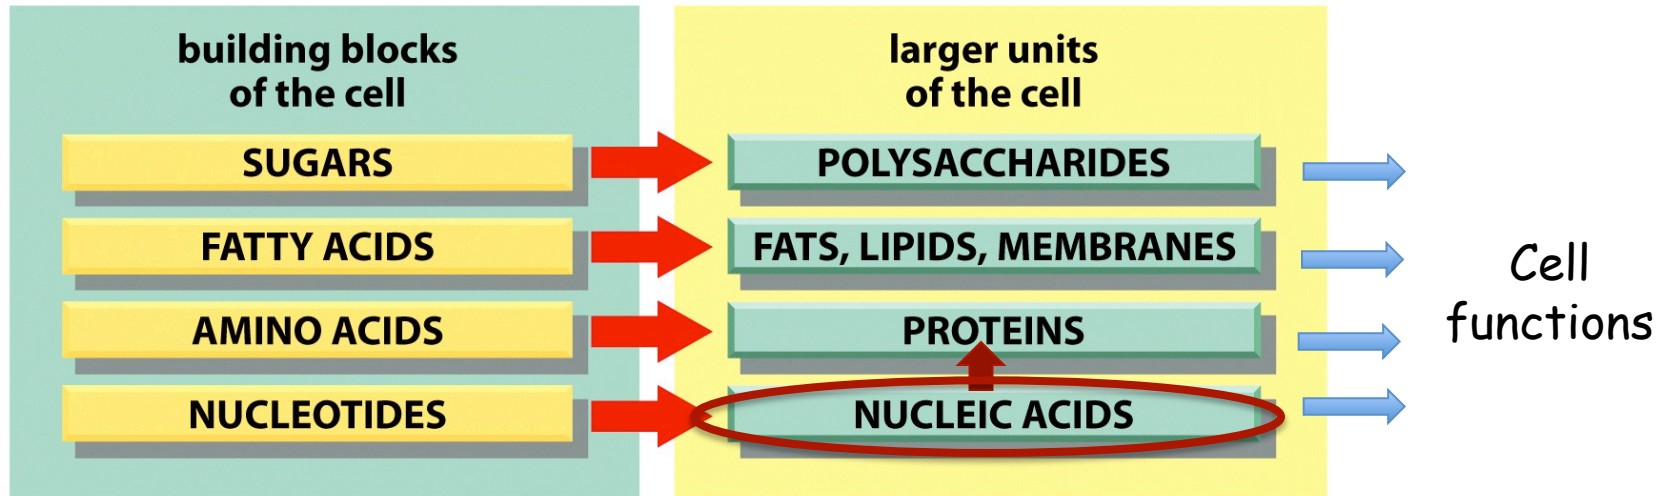 building blocks
of the cell
SUGARS
FATTY ACIDS
AMINO ACIDS
NUCLEOTIDES
larger units
of the cell
POLYSACCHARIDES
FATS, LIPIDS, MEMBRANES
PROTEINS
NUCLEIC ACIDS
Cell
functions